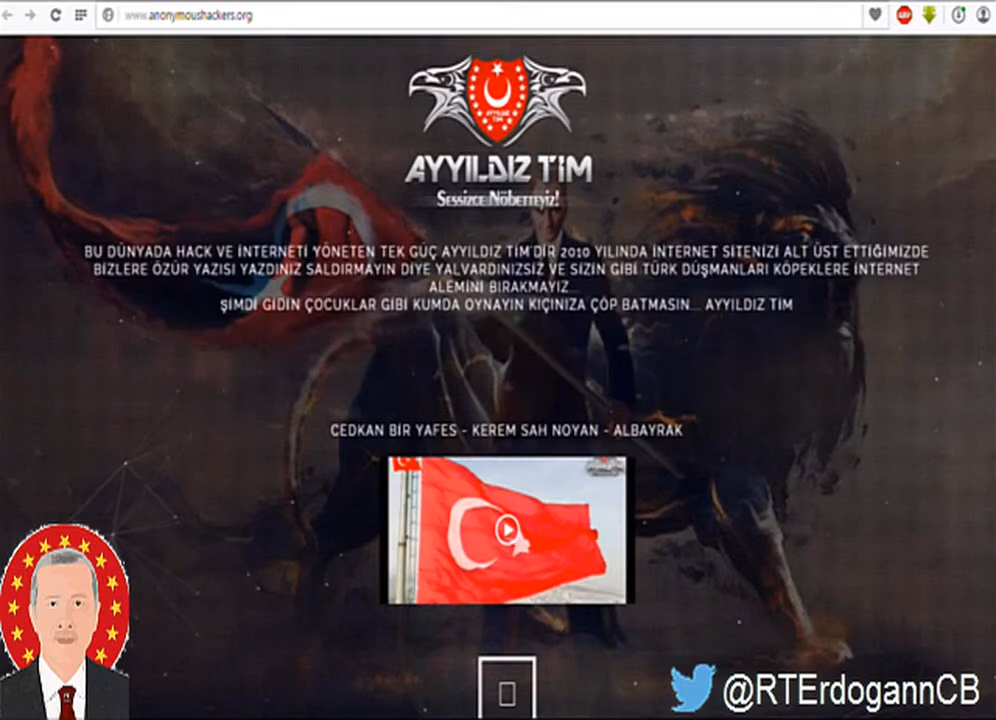 www.anonymoushackers.org
ABP
AYYILDIZ TİM
AYYILDIZ TİM
Sessizce Nöbetteyiz!
BU DÜNYADA HACK VE İNTERNETİ YÖNETEN TEK GÜÇ AYYILDIZ TİM'DİR 2010 YILINDA İNTERNET SİTENİZİ ALT ÜST ETTİĞİMİZDE
BİZLERE ÖZÜR YAZISI YAZDINIZ SALDIRMAYIN DİYE YALVARDINIZSIZ VE SİZİN GİBİ TÜRK DÜŞMANLARI KÖPEKLERE İNTERNET
ALEMİNİ BIRAKMAYIZ...
ŞİMDİ GİDİN ÇOCUKLAR GİBİ KUMDA OYNAYIN KIÇINIZA ÇÖP BATMASIN... AYYILDIZ TİM
CEDKAN BİR YAFES - KEREM SAH NOYAN - ALBAYRAK
@RTErdogannCB